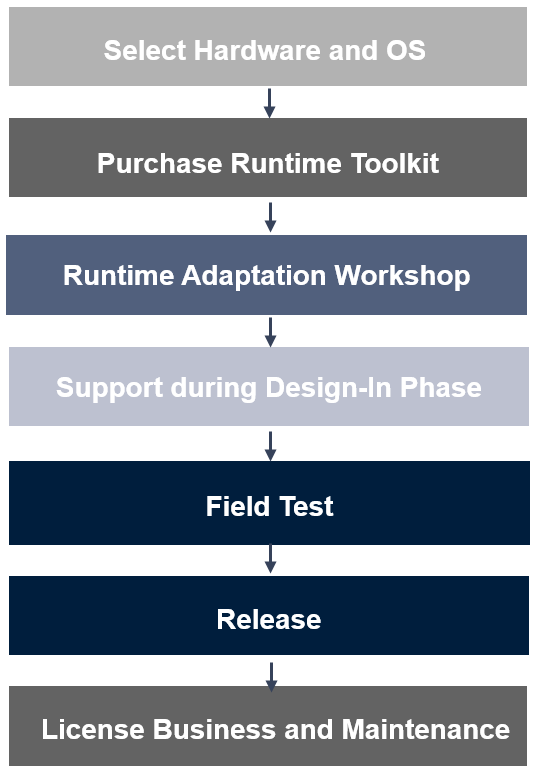 Select Hardware and OS
Purchase Runtime Toolkit
Runtime Adaptation Workshop
Support during Design-In Phase
Field Test
Release
License Business and Maintenance